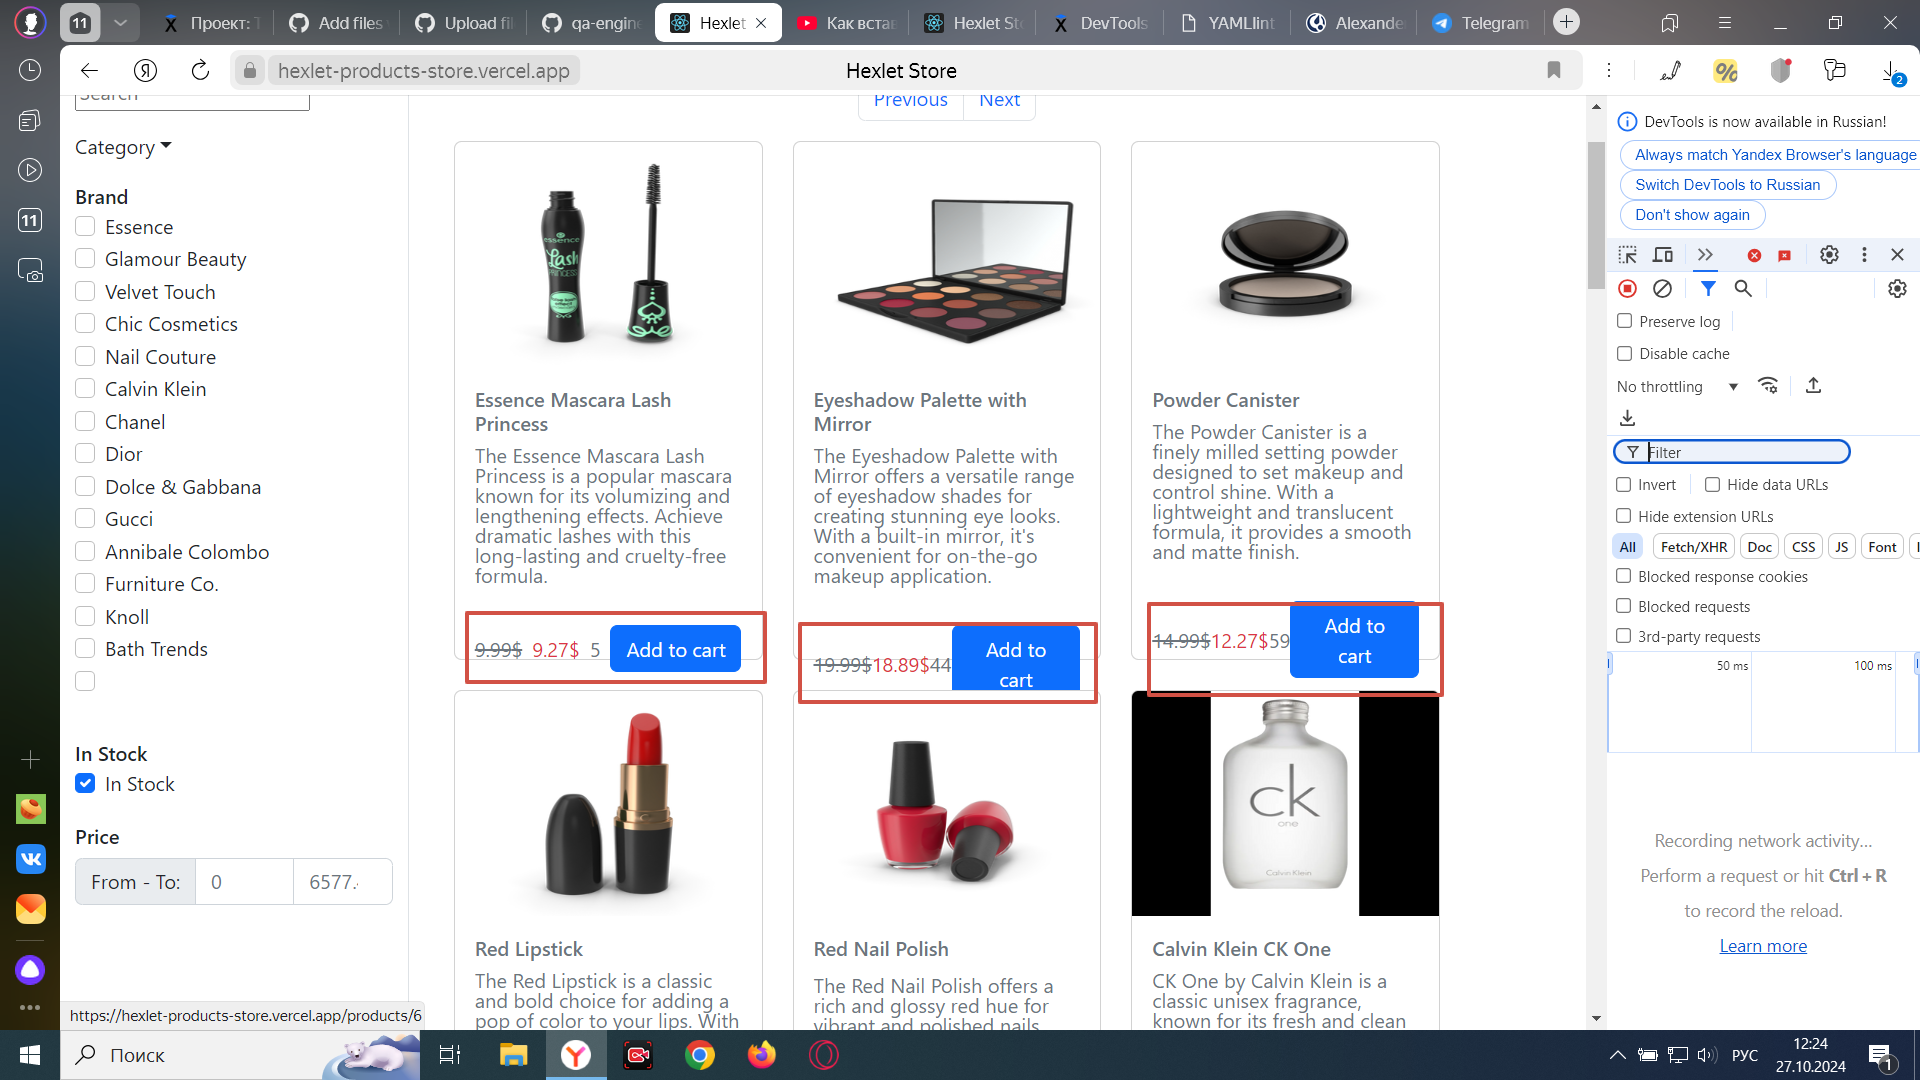 11
Проект: Т
Add files
Upload fi
qa-engine
Hexlet
Как встав
Hexlet St
DevTools
YAMLlint
Alexande
Telegram
hexlet-products-store.vercel.app
Hexlet Store
2
11
Search
Category
Brand
Essence
Glamour Beauty
Velvet Touch
Chic Cosmetics
Nail Couture
Calvin Klein
Chanel
Dior
Dolce & Gabbana
Gucci
Annibale Colombo
Furniture Co.
Knoll
Bath Trends
In Stock
In Stock
Price
From - To:
0
6577.
https://hexlet-products-store.vercel.app/products/6
Previous
Next
essence
Lash
PRINCESS
Essence Mascara Lash
Princess
The Essence Mascara Lash
Princess is a popular mascara
known for its volumizing and
lengthening effects. Achieve
dramatic lashes with this
long-lasting and cruelty-free
formula.
9.99$ 9.27$ 5
Add to cart
Eyeshadow Palette with
Mirror
The Eyeshadow Palette with
Mirror offers a versatile range
of eyeshadow shades for
creating stunning eye looks.
With a built-in mirror, it's
convenient for on-the-go
makeup application.
19.99$18.89$44
Add to
cart
Powder Canister
The Powder Canister is a
finely milled setting powder
designed to set makeup and
control shine. With a
lightweight and translucent
formula, it provides a smooth
and matte finish.
14.99$12.27$59
Add to
cart
Red Lipstick
The Red Lipstick is a classic
and bold choice for adding a
pop of color to your lips. With
Red Nail Polish
The Red Nail Polish offers a
rich and glossy red hue for
vibrant and polished nails
ck
one
Calvin Klein
Calvin Klein CK One
CK One by Calvin Klein is a
classic unisex fragrance,
known for its fresh and clean
DevTools is now available in Russian!
Always match Yandex Browser's language
Switch DevTools to Russian
Don't show again
Preserve log
Disable cache
No throttling
Filter
Invert
Hide data URLs
Hide extension URLs
All
Fetch/XHR
Doc
CSS
JS
Font
Blocked response cookies
Blocked requests
3rd-party requests
50 ms
100 ms
Recording network activity…
Perform a request or hit Ctrl + R
to record the reload.
Learn more
Поиск
РУС
12:24
27.10.2024
1